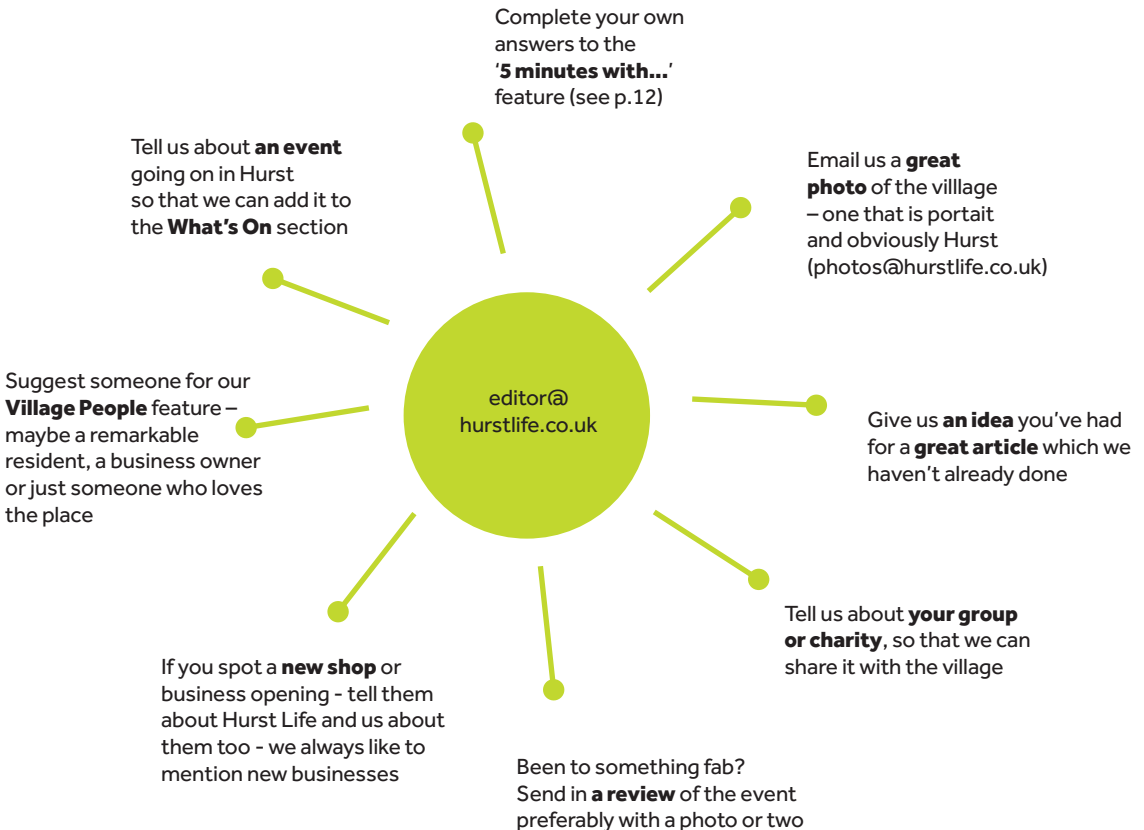 Complete your own
answers to the
‘5 minutes with...’
feature (see p.12)
Tell us about an event
going on in Hurst
so that we can add it to
the What's On section
Email us a great
photo of the villlage
– one that is portait
and obviously Hurst
(photos@hurstlife.co.uk)
Suggest someone for our
Village People feature –
maybe a remarkable
resident, a business owner
or just someone who loves
the place
editor@
hurstlife.co.uk
Give us an idea you've had
for a great article which we
haven't already done
Tell us about your group
or charity, so that we can
share it with the village
If you spot a new shop or
business opening - tell them
about Hurst Life and us about
them too - we always like to
mention new businesses
Been to something fab?
Send in a review of the event
preferably with a photo or two